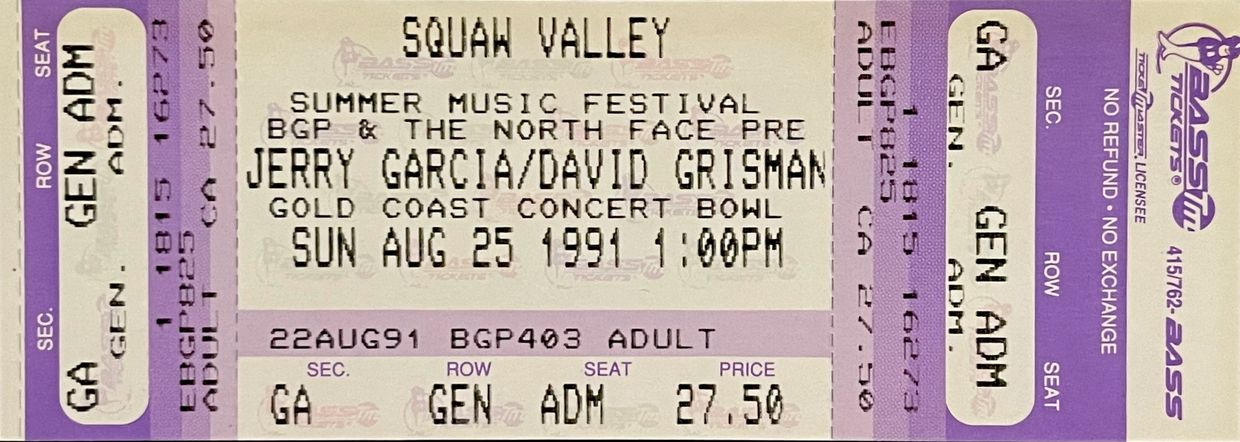 SEC. ROW SEAT
GA GEN ADM
GEN. ADM.
1 1815 16273
EBGP825
ADULT CA 27.50
SQUAW VALLEY
SUMMER MUSIC FESTIVAL
BGP & THE NORTH FACE PRE
JERRY GARCIA/DAVID GRISMAN
GOLD COAST CONCERT BOWL
SUN AUG 25 1991 1:00PM
22AUG91 BGP403 ADULT
SEC. ROW SEAT PRICE
GA GEN ADM 27.50
EBGP825
1 1815 16273
ADULT CA 27.50
GA GEN ADM
GEN. ADM.
SEC. ROW SEAT
NO REFUND • NO EXCHANGE
BASSTM
TICKETS®
TICKETMASTER LICENSEE
415/762-BASS